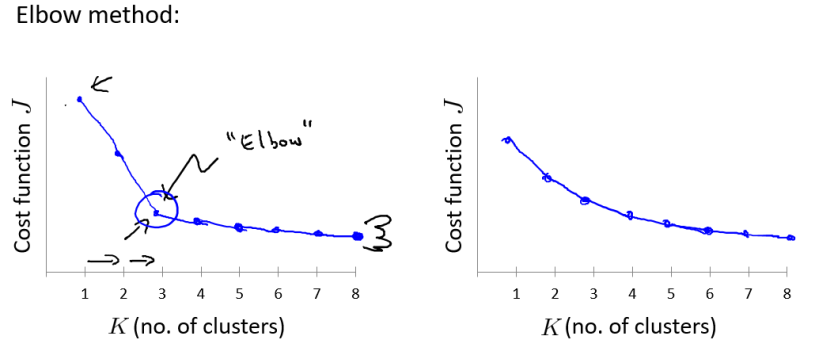 Elbow method:
Cost function J
"Elbow"
1 2 3 4 5 6 7 8
K (no. of clusters)
Cost function J
1 2 3 4 5 6 7 8
K (no. of clusters)